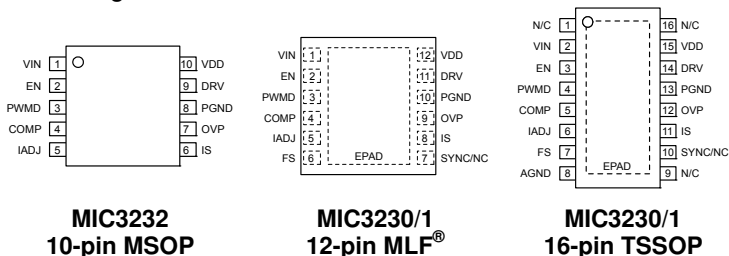 VIN 1 10 VDD
EN 2 9 DRV
PWMD 3 8 PGND
COMP 4 7 OVP
IADJ 5 6 IS
MIC3232
10-pin MSOP
VIN 1 12 VDD
EN 2 11 DRV
PWMD 3 10 PGND
COMP 4 9 OVP
IADJ 5 8 IS
FS 6 EPAD 7 SYNC/NC
MIC3230/1
12-pin MLF®
N/C 1 16 N/C
VIN 2 15 VDD
EN 3 14 DRV
PWMD 4 13 PGND
COMP 5 12 OVP
IADJ 6 11 IS
FS 7 10 SYNC/NC
AGND 8 EPAD 9 N/C
MIC3230/1
16-pin TSSOP